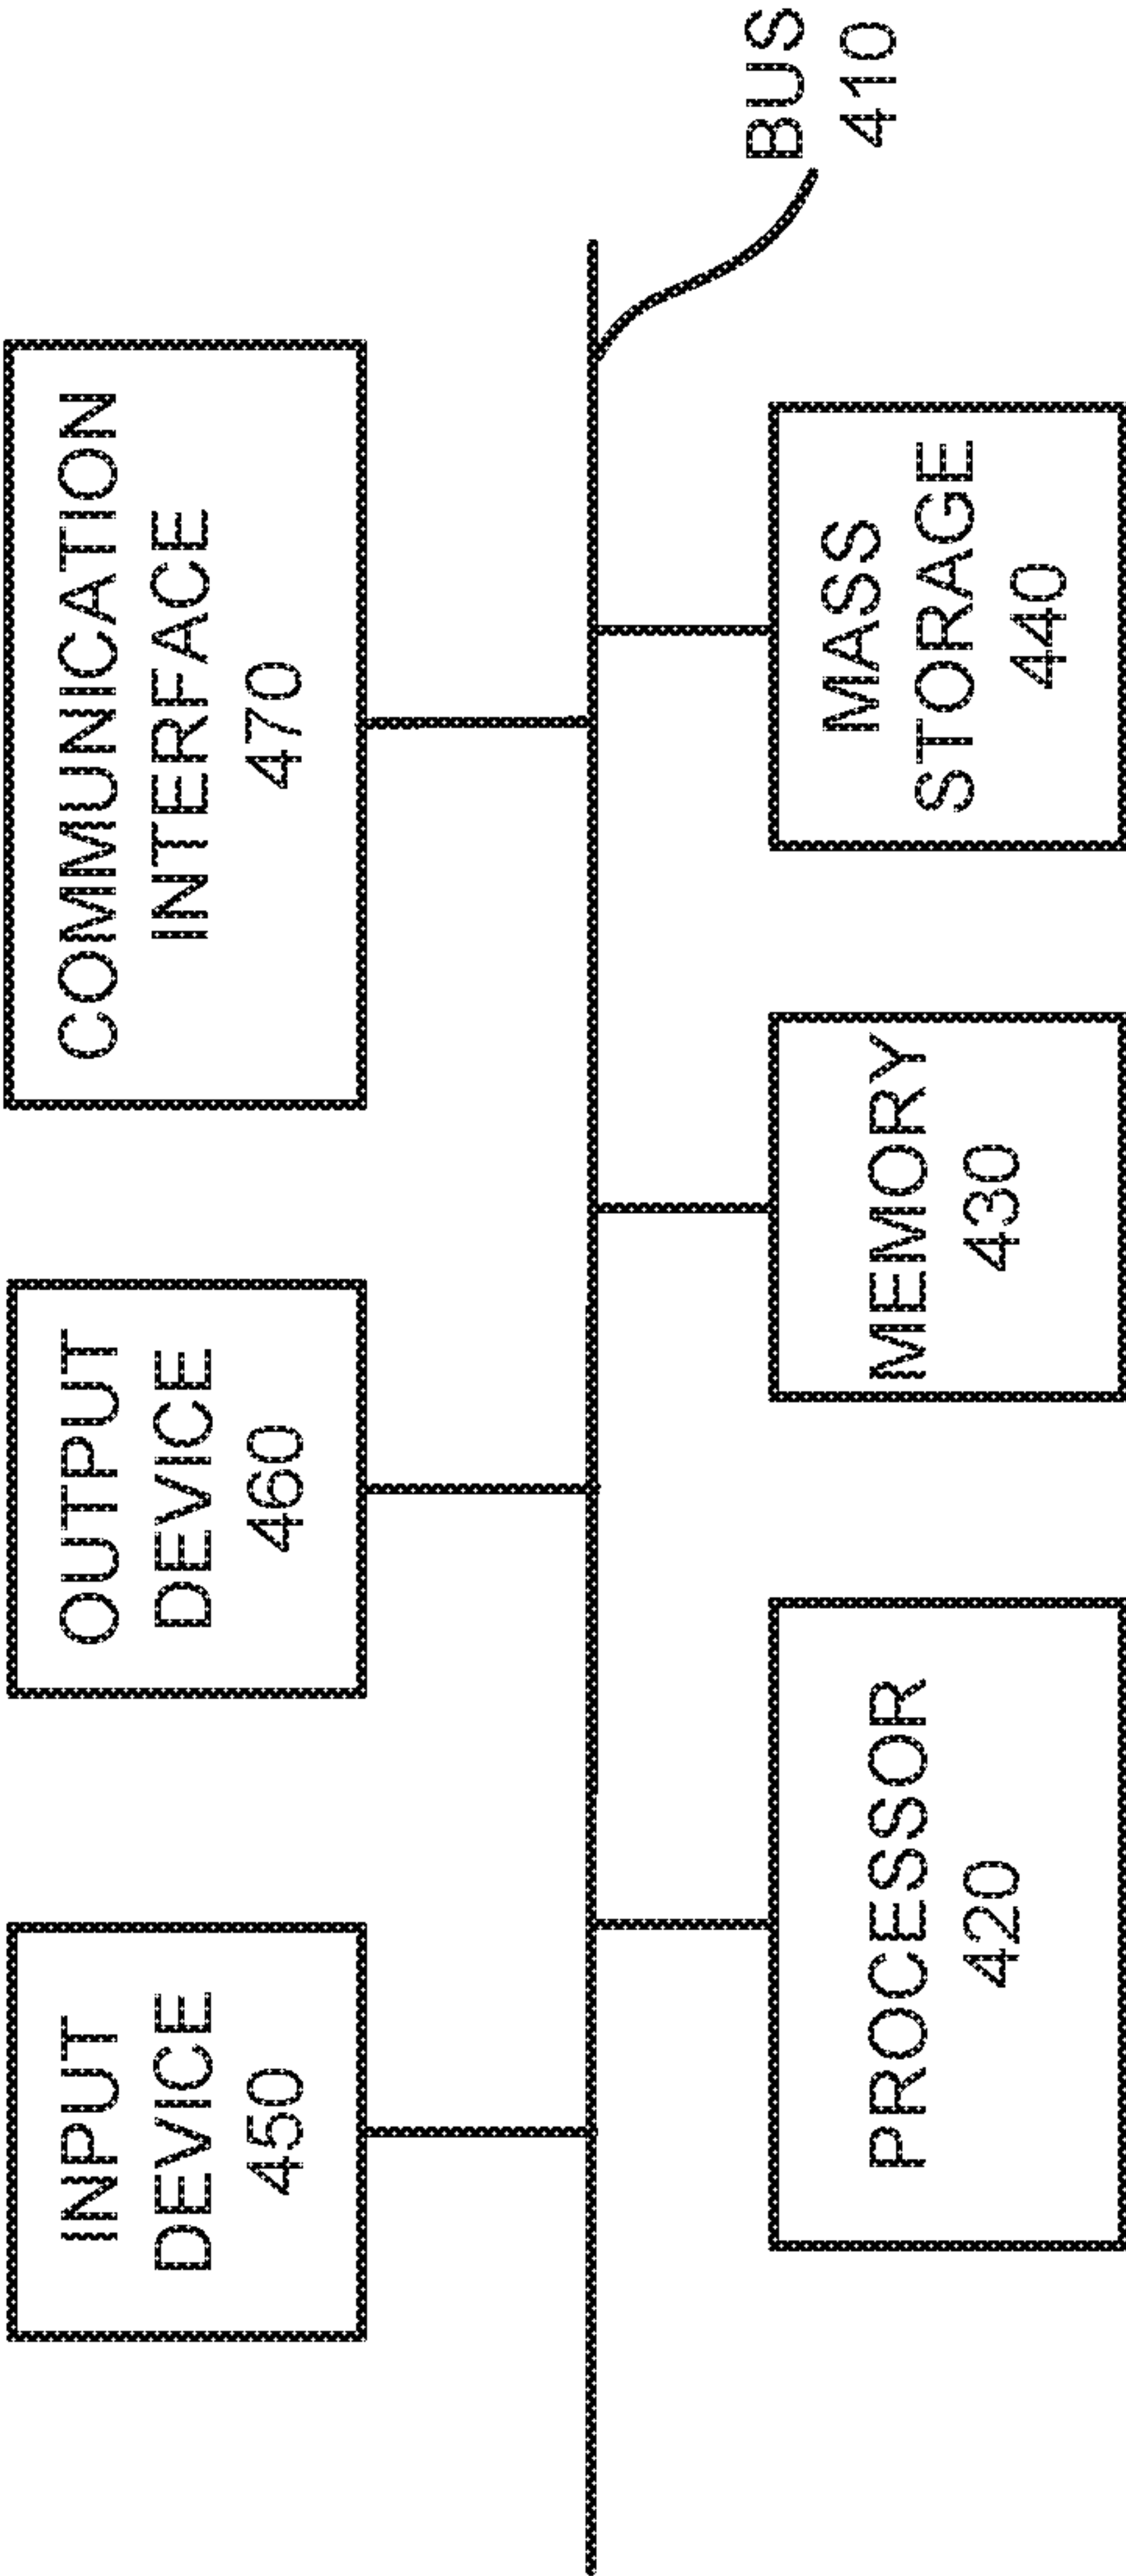 INPUT
DEVICE
450
OUTPUT
DEVICE
460
COMMUNICATION
INTERFACE
470
BUS
410
PROCESSOR
420
MEMORY
430
MASS
STORAGE
440